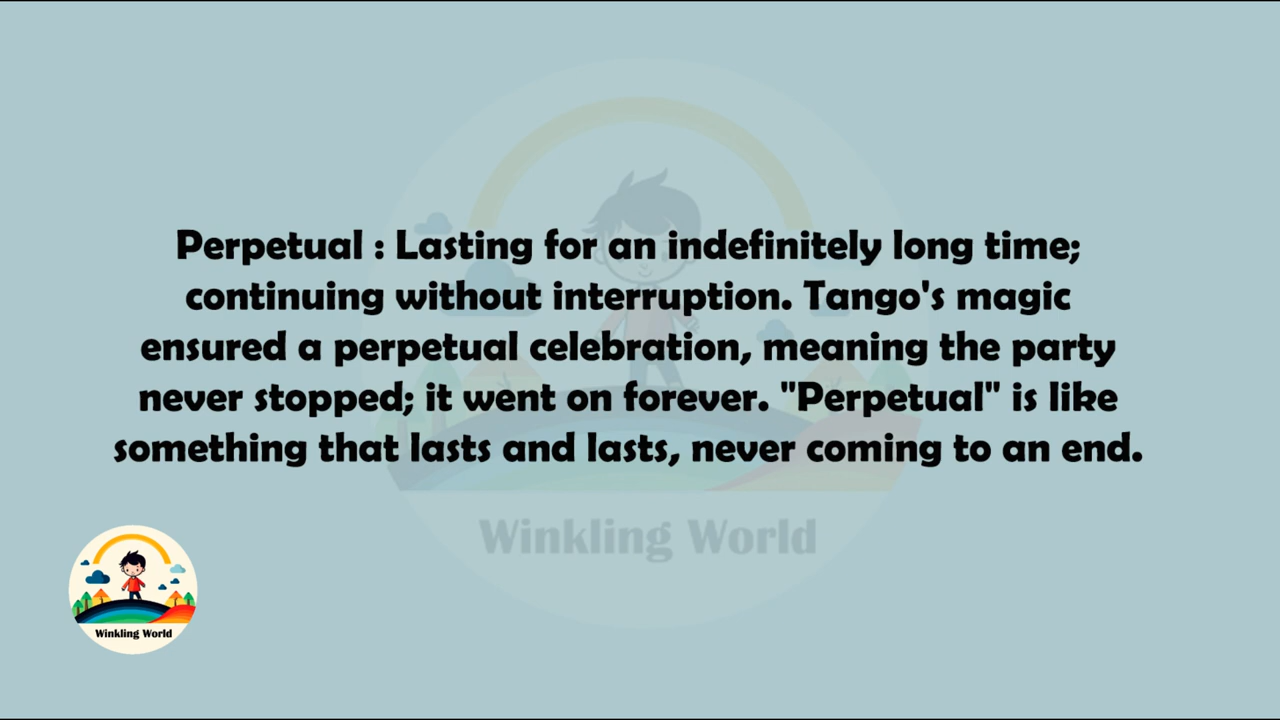 Perpetual : Lasting for an indefinitely long time;
continuing without interruption. Tango's magic
ensured a perpetual celebration, meaning the party
never stopped; it went on forever. "Perpetual" is like
something that lasts and lasts, never coming to an end.
Winkling World
Winkling World